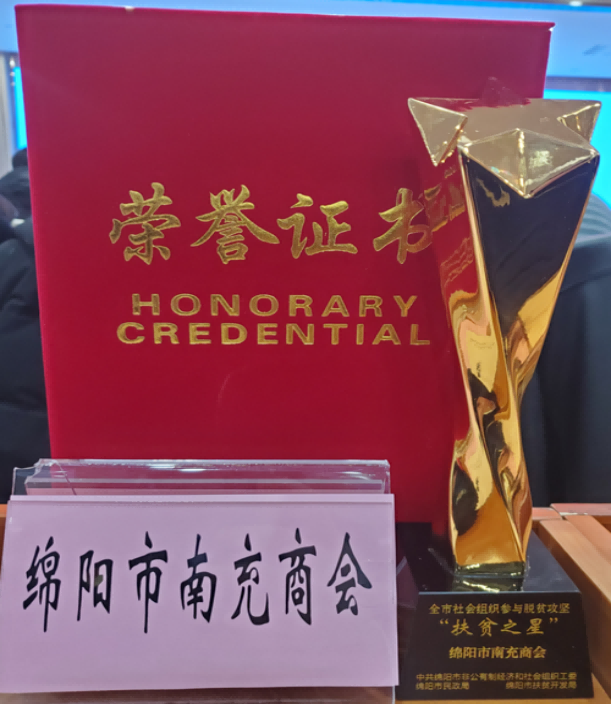 荣誉证书
HONORARY
CREDENTIAL
绵阳市南充商会
全市社会组织参与脱贫攻坚
“扶贫之星”
绵阳市南充商会
中共绵阳市非公有制经济和社会组织工委
绵阳市民政局 绵阳市扶贫开发局